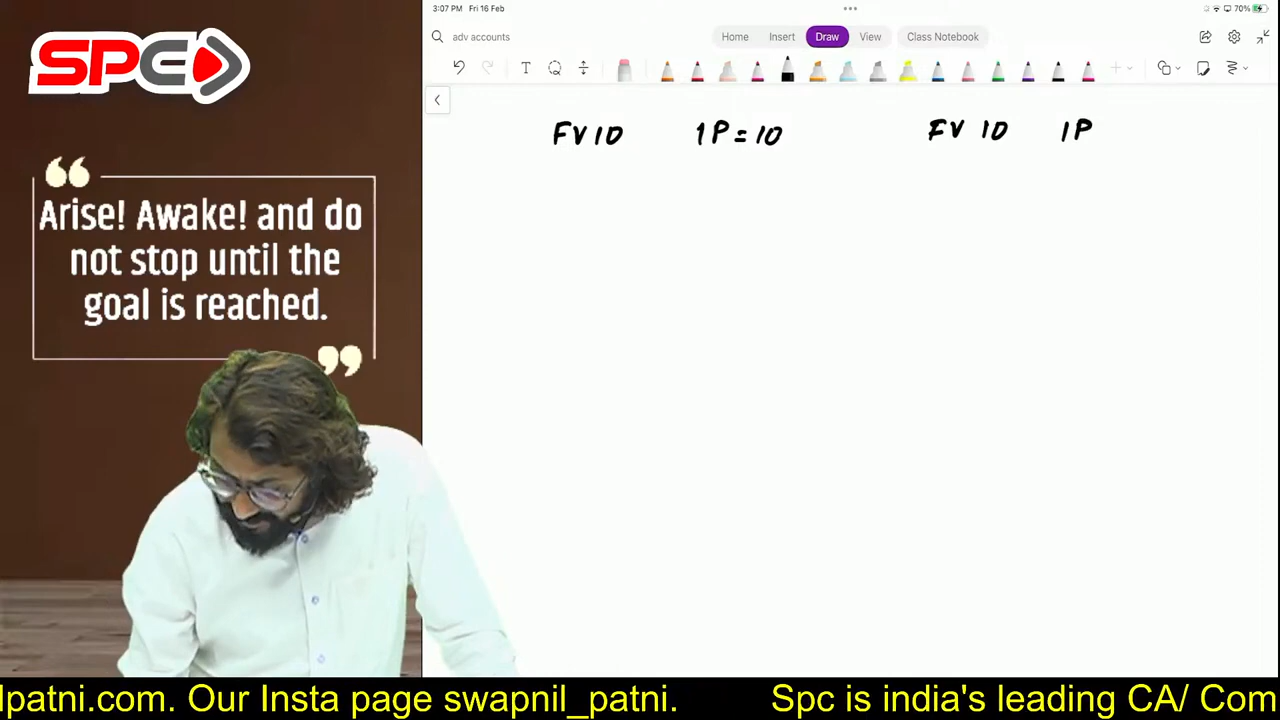 3:07 PM Fri 16 Feb
70%
adv accounts
Home Insert Draw View Class Notebook
SPC
Arise! Awake! and do
not stop until the
goal is reached.
FV 10 IP = 10 FV 10 IP
lpatni.com. Our Insta page swapnil_patni. Spc is india's leading CA/ Com